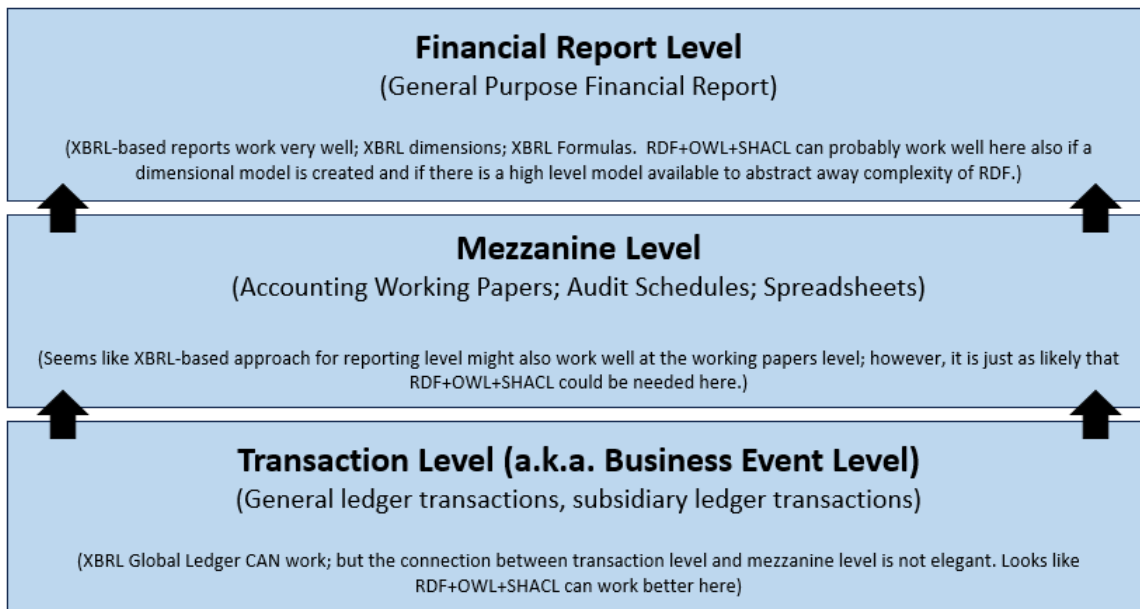 Financial Report Level
(General Purpose Financial Report)
(XBRL-based reports work very well; XBRL dimensions; XBRL Formulas.  RDF+OWL+SHACL can probably work well here also if a
dimensional model is created and if there is a high level model available to abstract away complexity of RDF.)
Mezzanine Level
(Accounting Working Papers; Audit Schedules; Spreadsheets)
(Seems like XBRL-based approach for reporting level might also work well at the working papers level; however, it is just as likely that
RDF+OWL+SHACL could be needed here.)
Transaction Level (a.k.a. Business Event Level)
(General ledger transactions, subsidiary ledger transactions)
(XBRL Global Ledger CAN work; but the connection between transaction level and mezzanine level is not elegant. Looks like
RDF+OWL+SHACL can work better here)